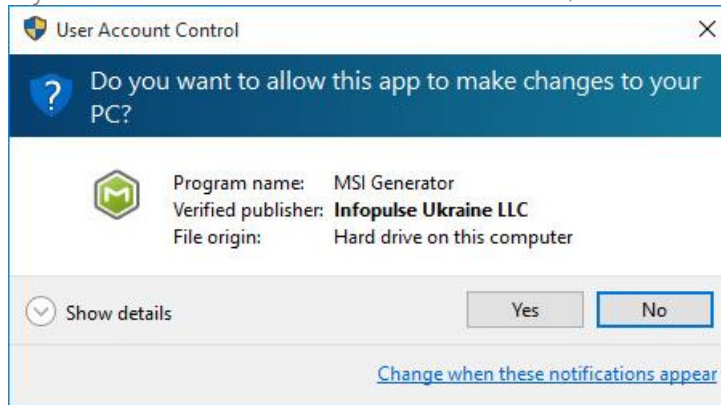 User Account Control
Do you want to allow this app to make changes to your
PC?
Program name: MSI Generator
Verified publisher: Infopulse Ukraine LLC
File origin: Hard drive on this computer
Show details
Yes
No
Change when these notifications appear